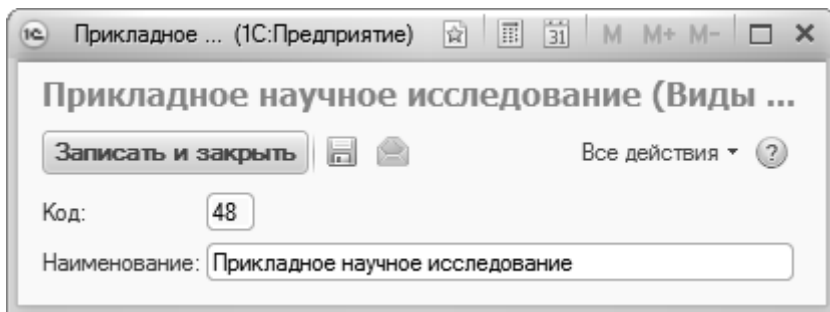 1С Прикладное ... (1С:Предприятие) 31 M M+ M-
Прикладное научное исследование (Виды ...
Записать и закрыть Все действия ?
Код: 48
Наименование: Прикладное научное исследование